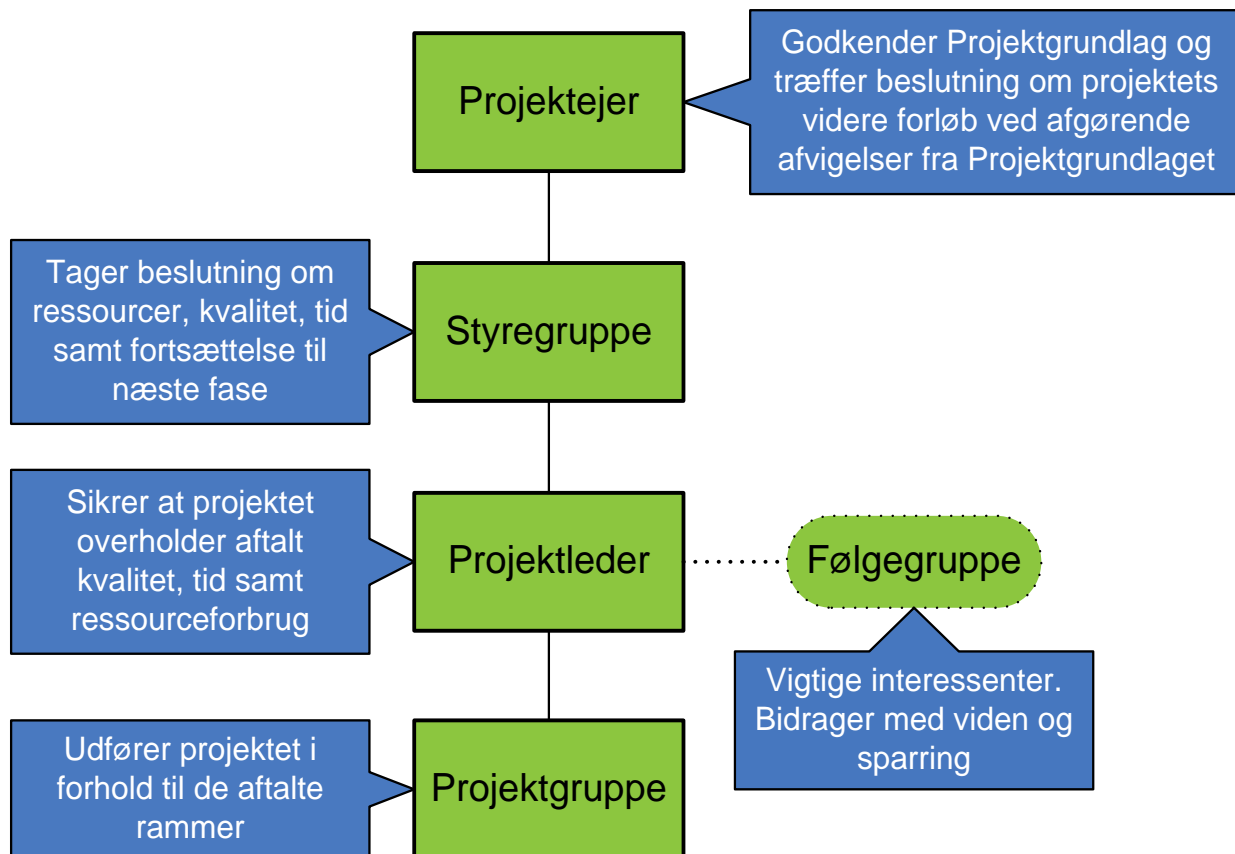 Projektejer
Godkender Projektgrundlag og
træffer beslutning om projektets
videre forløb ved afgørende
afvigelser fra Projektgrundlaget
Tager beslutning om
ressourcer, kvalitet, tid
samt fortsættelse til
næste fase
Styregruppe
Sikrer at projektet
overholder aftalt
kvalitet, tid samt
ressourceforbrug
Projektleder
Følgegruppe
Vigtige interessenter.
Bidrager med viden og
sparring
Udfører projektet i
forhold til de aftalte
rammer
Projektgruppe